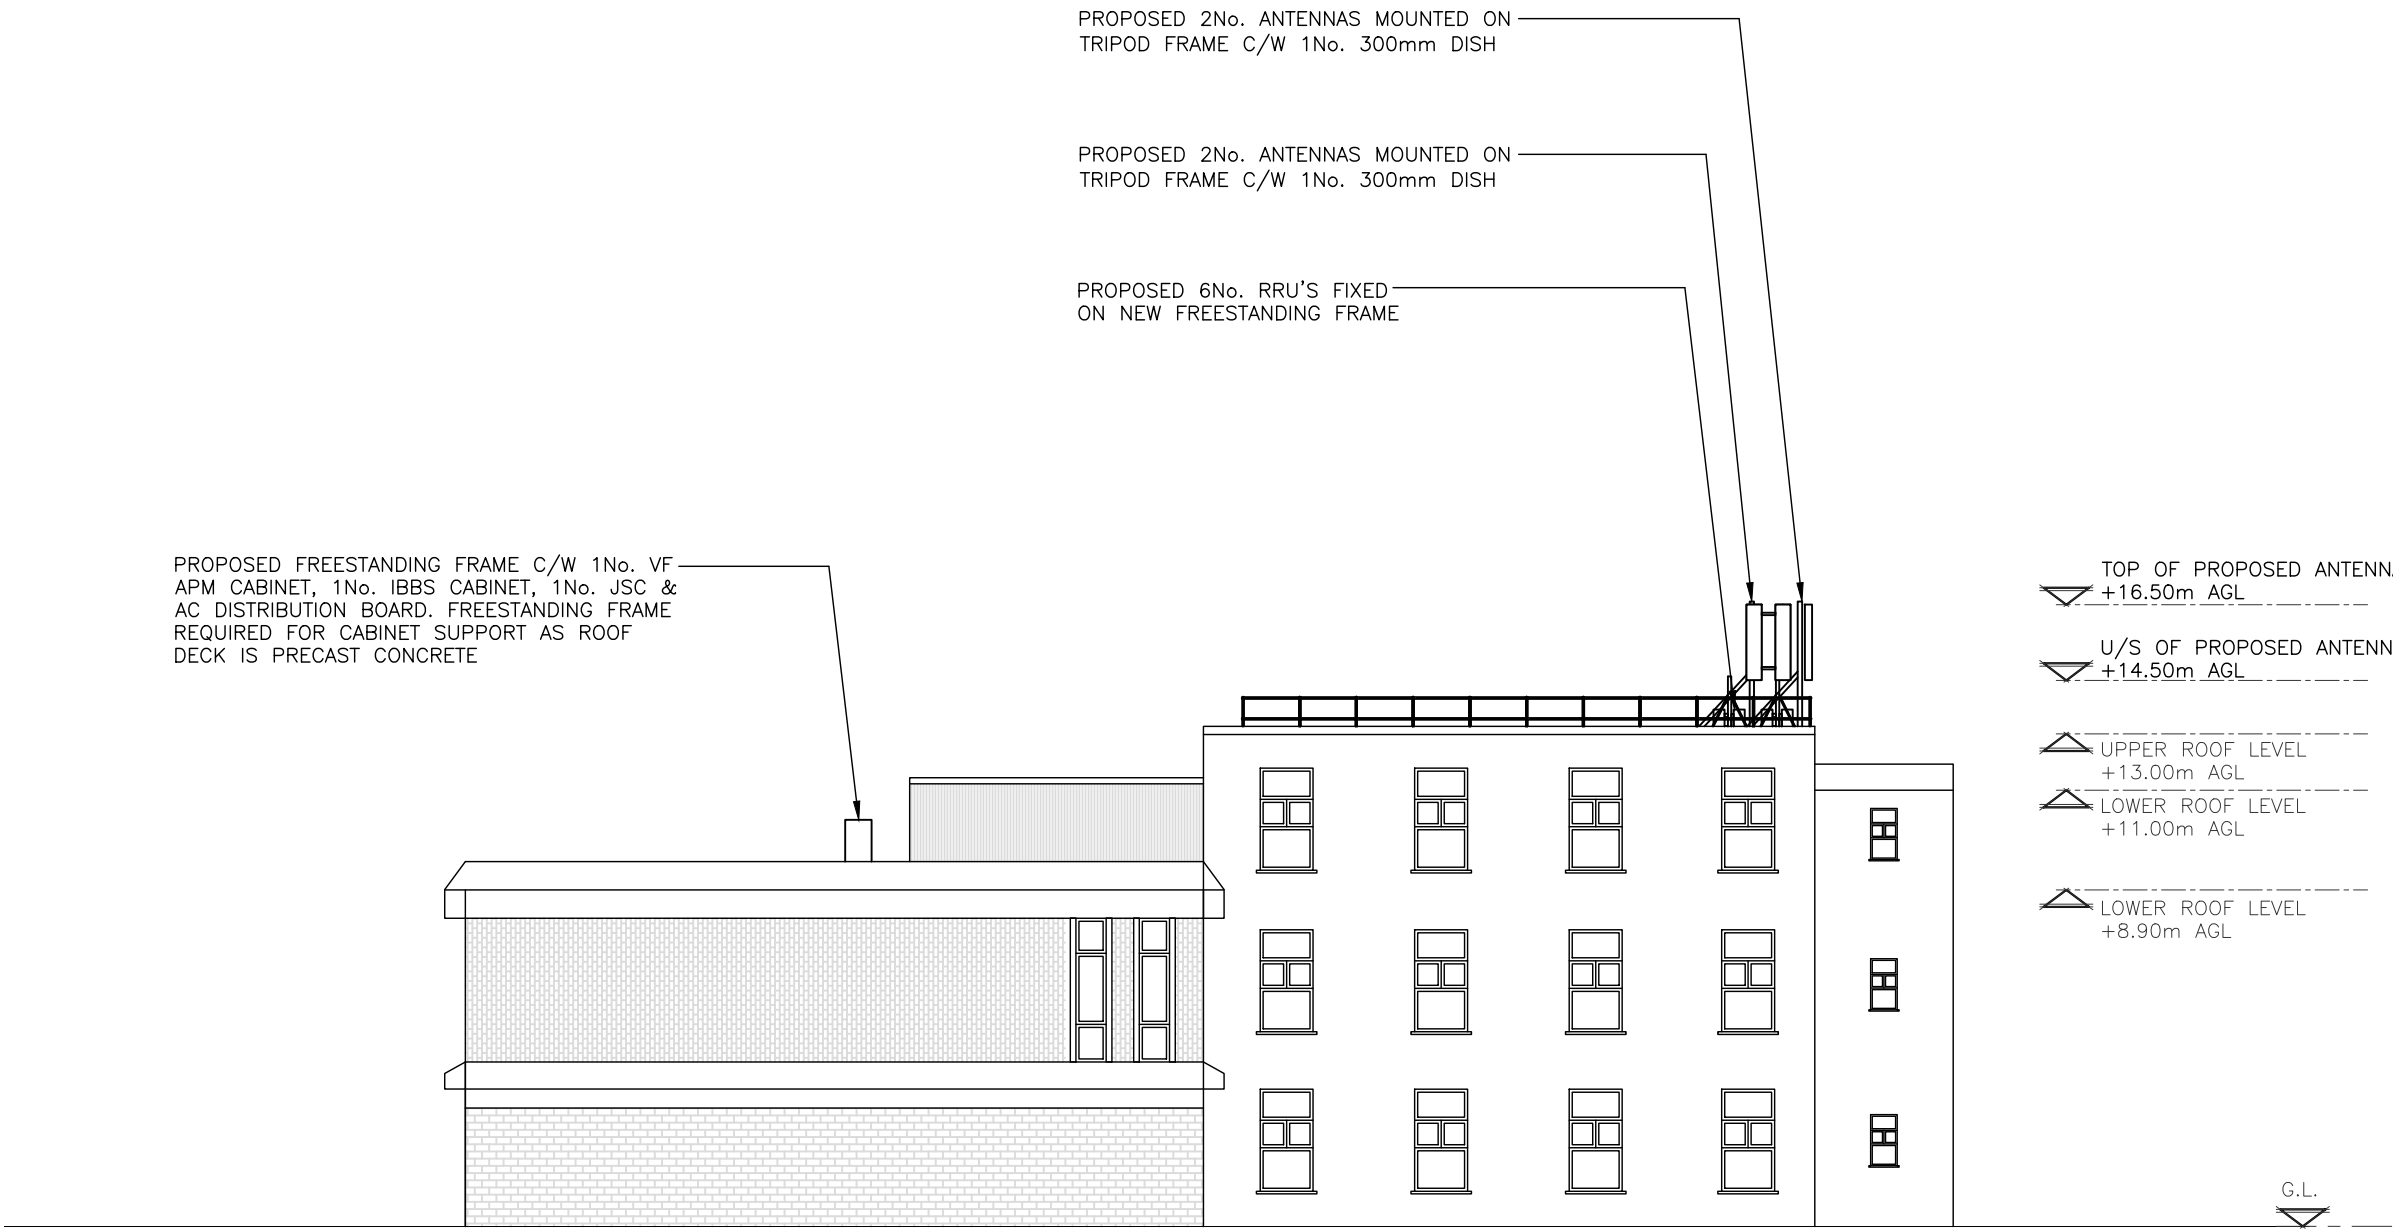 PROPOSED 2No. ANTENNAS MOUNTED ON
TRIPOD FRAME C/W 1No. 300mm DISH
PROPOSED 2No. ANTENNAS MOUNTED ON
TRIPOD FRAME C/W 1No. 300mm DISH
PROPOSED 6No. RRU'S FIXED
ON NEW FREESTANDING FRAME
PROPOSED FREESTANDING FRAME C/W 1No. VF
APM CABINET, 1No. IBBS CABINET, 1No. JSC &
AC DISTRIBUTION BOARD. FREESTANDING FRAME
REQUIRED FOR CABINET SUPPORT AS ROOF
DECK IS PRECAST CONCRETE
TOP OF PROPOSED
+16.50m AGL
U/S OF PROPOSED
+14.50m AGL
UPPER ROOF LEVEL
+13.00m AGL
LOWER ROOF LEVEL
+11.00m AGL
LOWER ROOF LEVEL
+8.90m AGL
G.L.